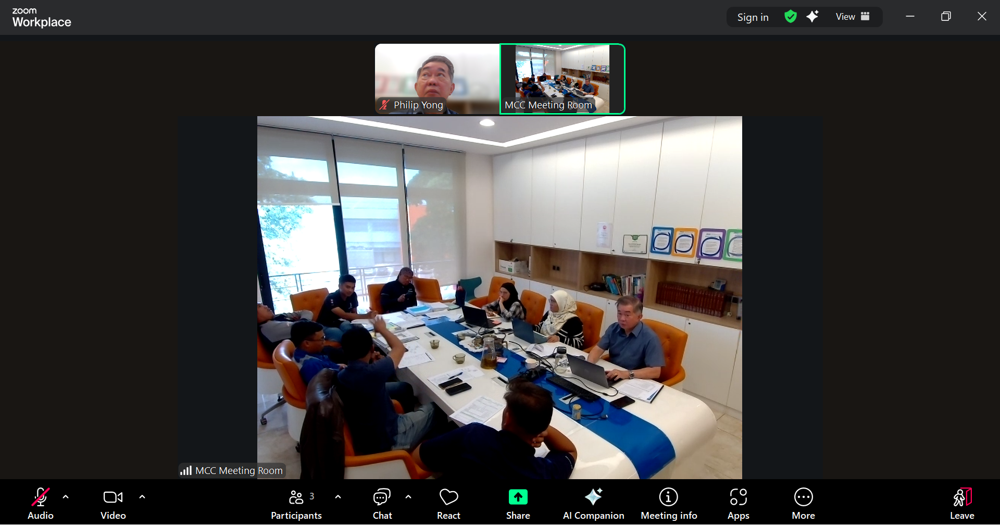 zoom
Workplace
Sign in
View
Philip Yong
MCC Meeting Room
MCC Meeting Room
Audio
Video
3
Participants
Chat
React
Share
AI Companion
Meeting info
Apps
More
Leave